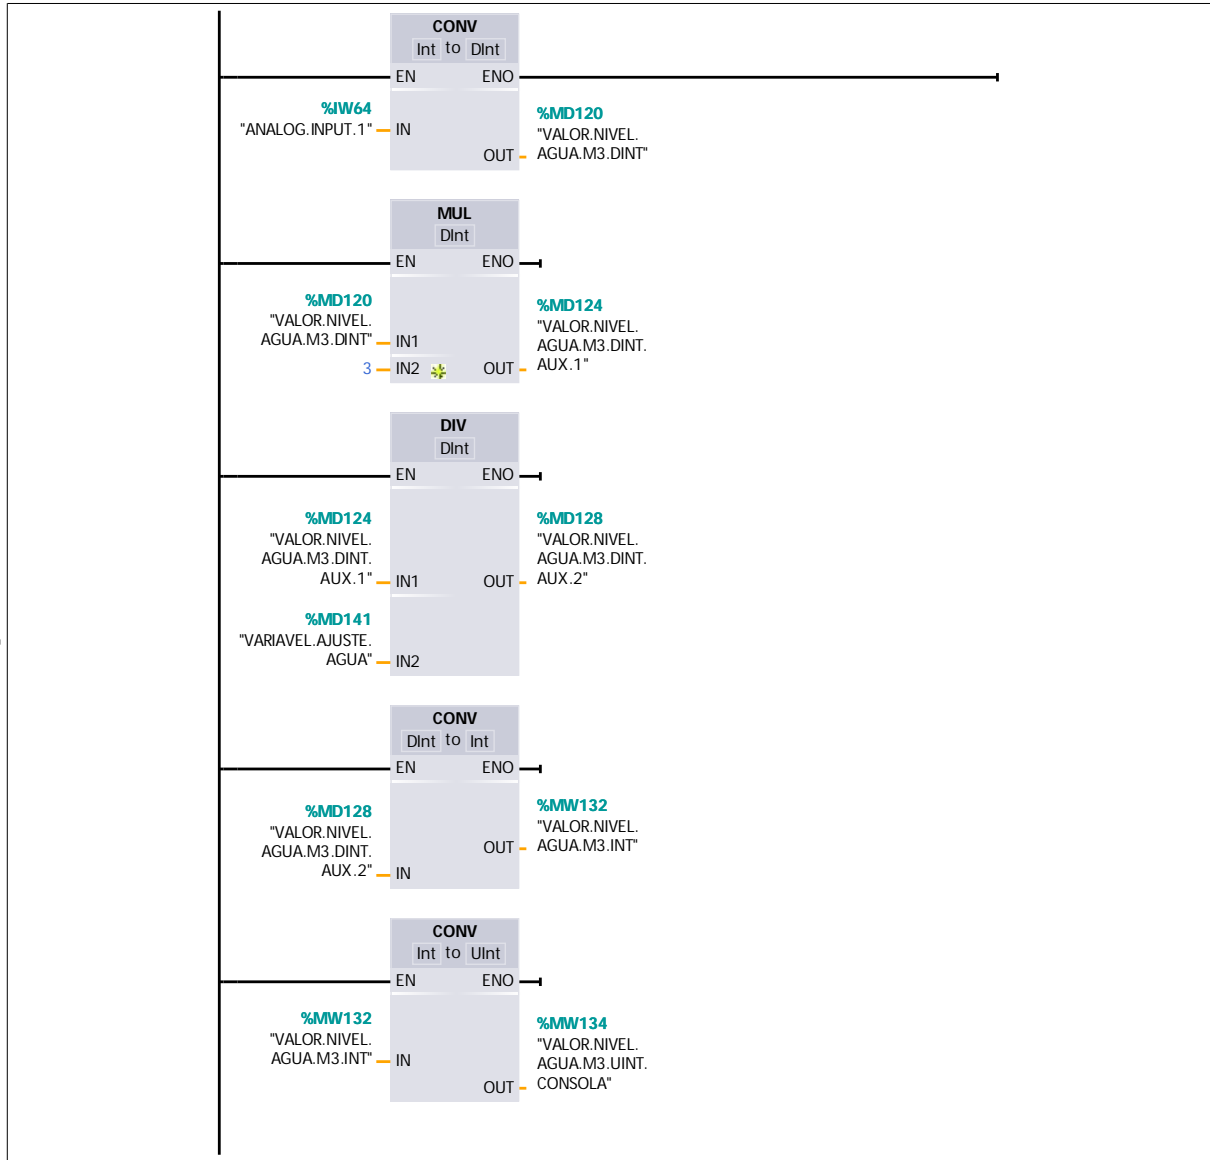 CONV
Int to DInt
EN ENO
%IW64
"ANALOG.INPUT.1" IN
%MD120
"VALOR.NIVEL.
AGUA.M3.DINT"
OUT
MUL
DInt
EN ENO
%MD120
"VALOR.NIVEL.
AGUA.M3.DINT" IN1
3 IN2
%MD124
"VALOR.NIVEL.
AGUA.M3.DINT.
AUX.1"
OUT
DIV
DInt
EN ENO
%MD124
"VALOR.NIVEL.
AGUA.M3.DINT.
AUX.1" IN1
%MD128
"VALOR.NIVEL.
AGUA.M3.DINT.
OUT AUX.2"
%MD141
"VARIAVEL.AJUSTE.
AGUA" IN2
CONV
DInt to Int
EN ENO
%MD128
"VALOR.NIVEL.
AGUA.M3.DINT.
AUX.2" IN
%MW132
"VALOR.NIVEL.
OUT AGUA.M3.INT"
CONV
Int to UInt
EN ENO
%MW132
"VALOR.NIVEL.
AGUA.M3.INT" IN
%MW134
"VALOR.NIVEL.
AGUA.M3.UINT.
OUT CONSOLA"